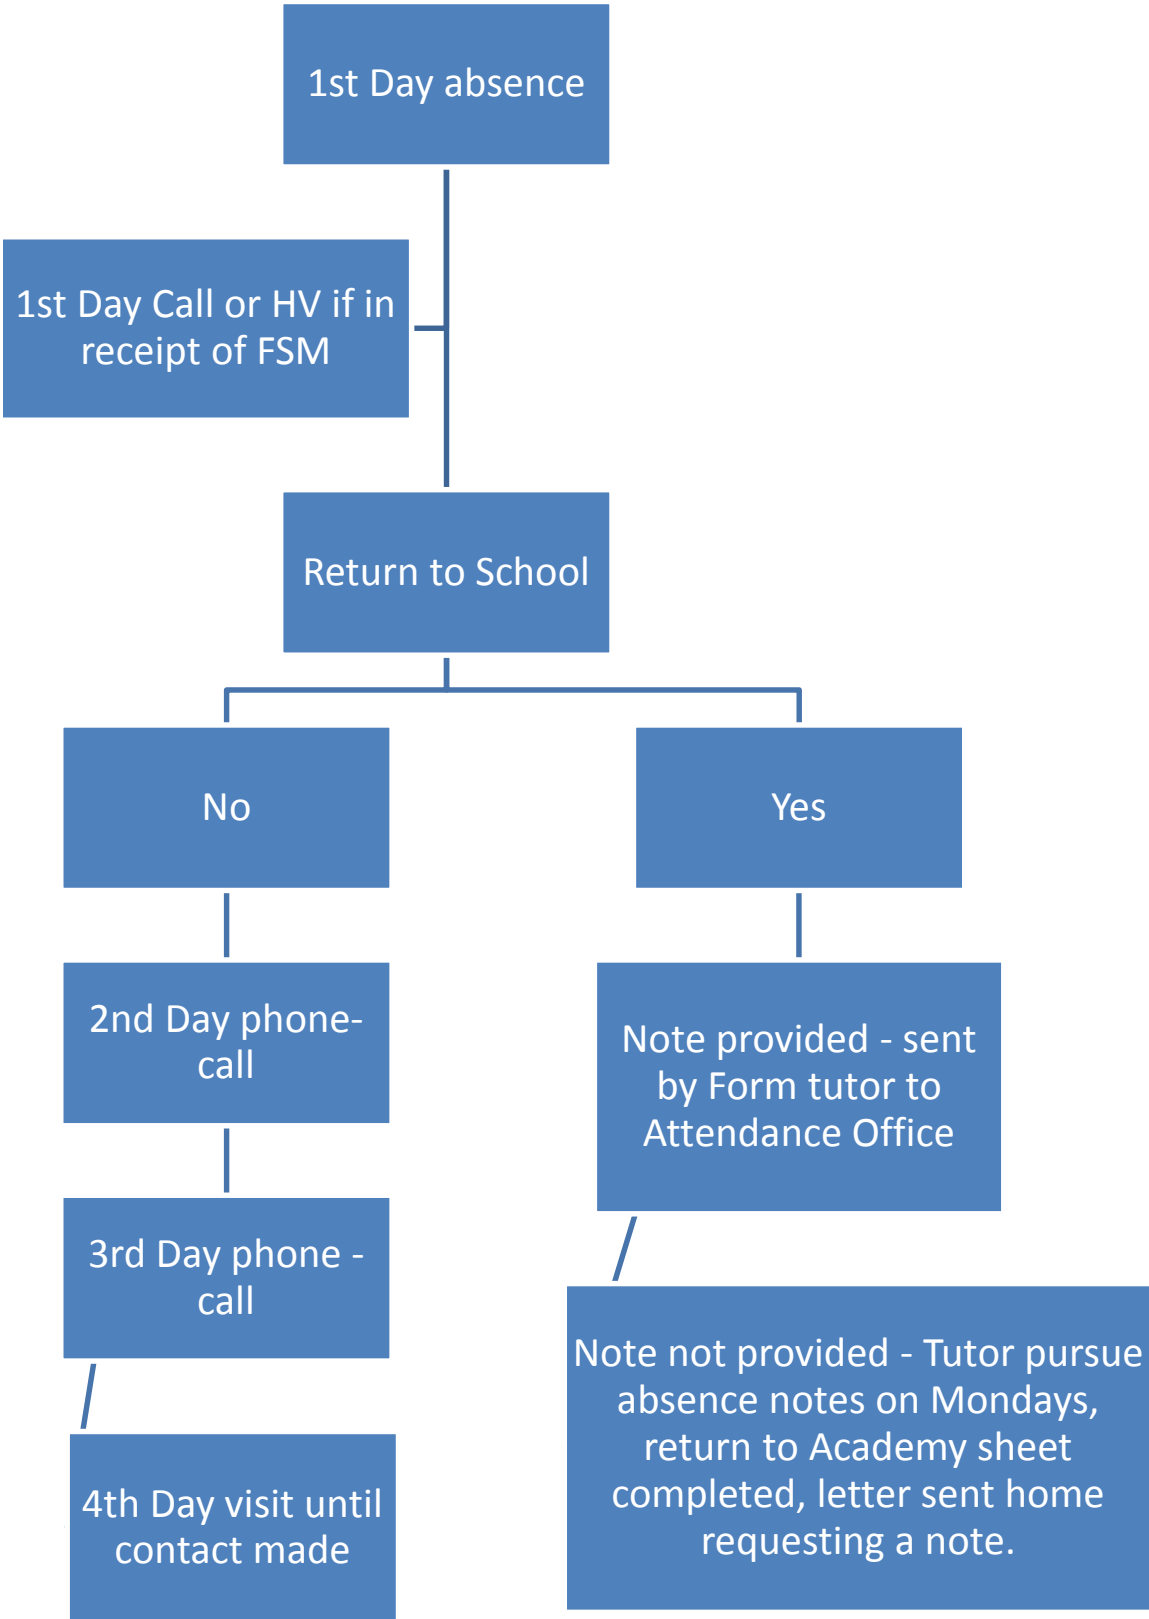 1st Day absence
1st Day Call or HV if in
receipt of FSM
Return to School
No
Yes
2nd Day phone-
call
Note provided - sent
by Form tutor to
Attendance Office
3rd Day phone -
call
Note not provided - Tutor pursue
absence notes on Mondays,
return to Academy sheet
completed, letter sent home
requesting a note.
4th Day visit until
contact made